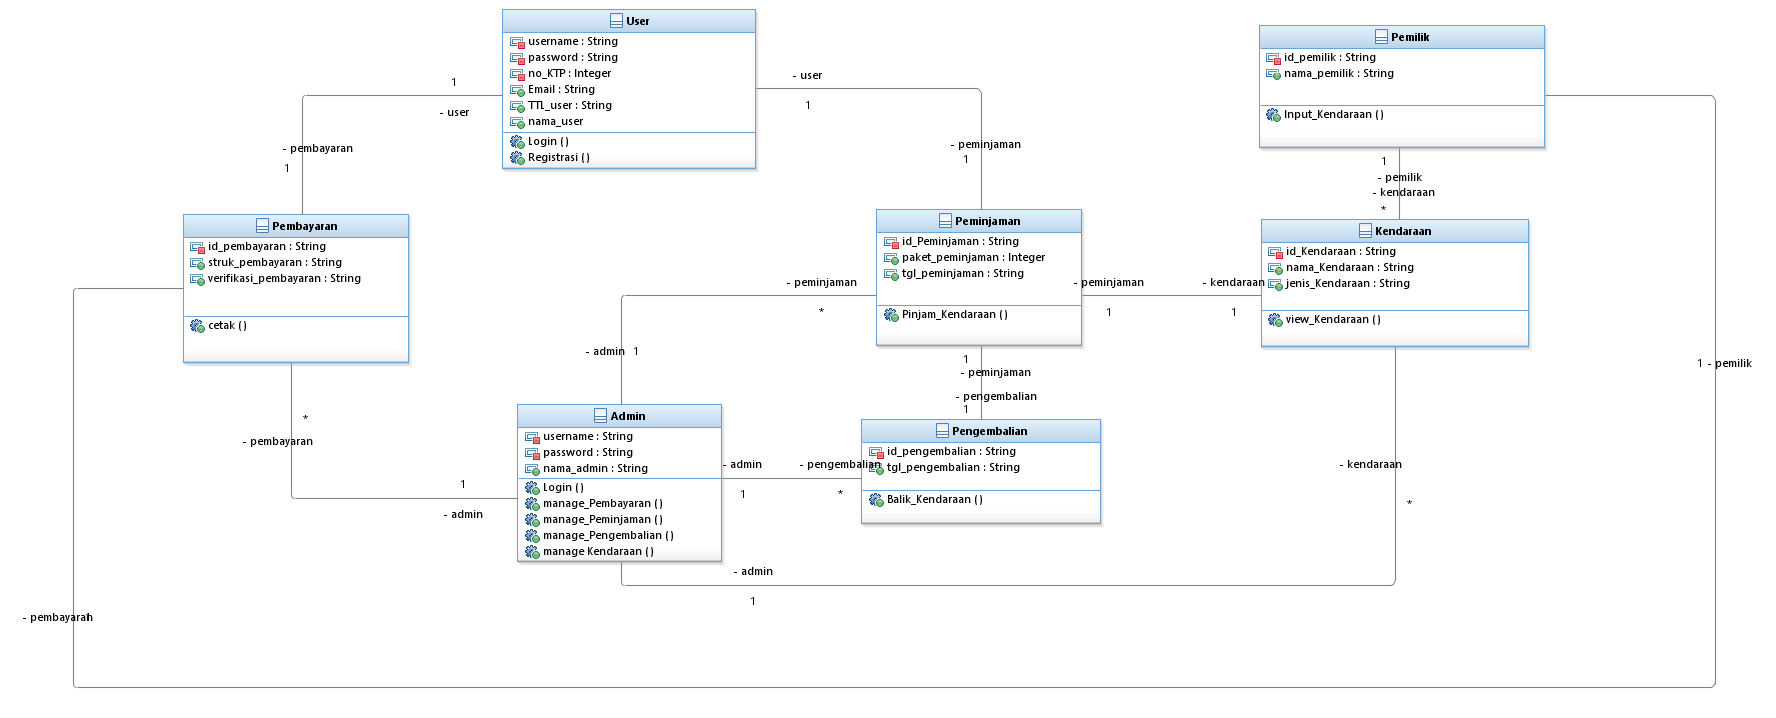 User
username : String
password : String
no_KTP : Integer
Email : String
TTL_user : String
nama_user
Login ( )
Registrasi ( )
Pemilik
id_pemilik : String
nama_pemilik : String
Input_Kendaraan ( )
1
- user
- pembayaran
1
- user
1
- peminjaman
1
1
- pemilik
- kendaraan
*
Pembayaran
id_pembayaran : String
struk_pembayaran : String
verifikasi_pembayaran : String
cetak ( )
Peminjaman
id_Peminjaman : String
paket_peminjaman : Integer
tgl_peminjaman : String
Pinjam_Kendaraan ( )
Kendaraan
id_Kendaraan : String
nama_Kendaraan : String
jenis_Kendaraan : String
view_Kendaraan ( )
- peminjaman
*
- admin 1
- peminjaman
1
- kendaraan
1
1
- peminjaman
- pengembalian
1
1 - pemilik
*
- pembayaran
1
- admin
Admin
username : String
password : String
nama_admin : String
Login ( )
manage_Pembayaran ( )
manage_Peminjaman ( )
manage_Pengembalian ( )
manage Kendaraan ( )
- admin
1
- pengembalian
*
Pengembalian
id_pengembalian : String
tgl_pengembalian : String
Balik_Kendaraan ( )
- kendaraan
*
- admin
1
- pembayaran
1